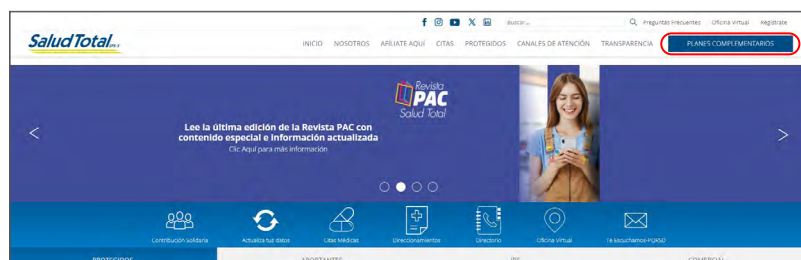 Buscar...
Preguntas Frecuentes
Oficina Virtual
Regístrate
SaludTotal EPS-S
INICIO
NOSOTROS
AFÍLIATE AQUÍ
CITAS
PROTEGIDOS
CANALES DE ATENCIÓN
TRANSPARENCIA
PLANES COMPLEMENTARIOS
Revista
PAC
Salud Total
Lee la última edición de la Revista PAC con
contenido especial e información actualizada
Clic Aquí para más información
Contribución Solidaria
Actualiza tus datos
Citas Médicas
Direccionamientos
Directorio
Oficina Virtual
Te Escuchamos-PQRSD
PROTEGIDOS
APORTANTES
IPS
COMERCIAL